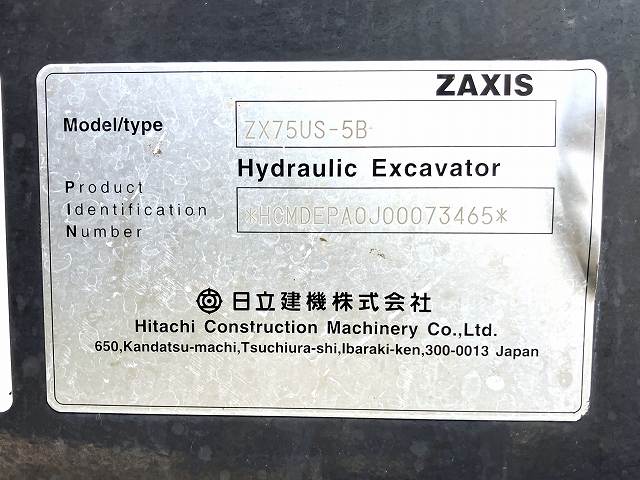 ZAXIS
Model/type ZX75US-5B
Hydraulic Excavator
Product
Identification
Number
*HCMDEPA0J00073465*
日立建機株式会社
Hitachi Construction Machinery Co.,Ltd.
650,Kandatsu-machi,Tsuchiura-shi,Ibaraki-ken,300-0013 Japan